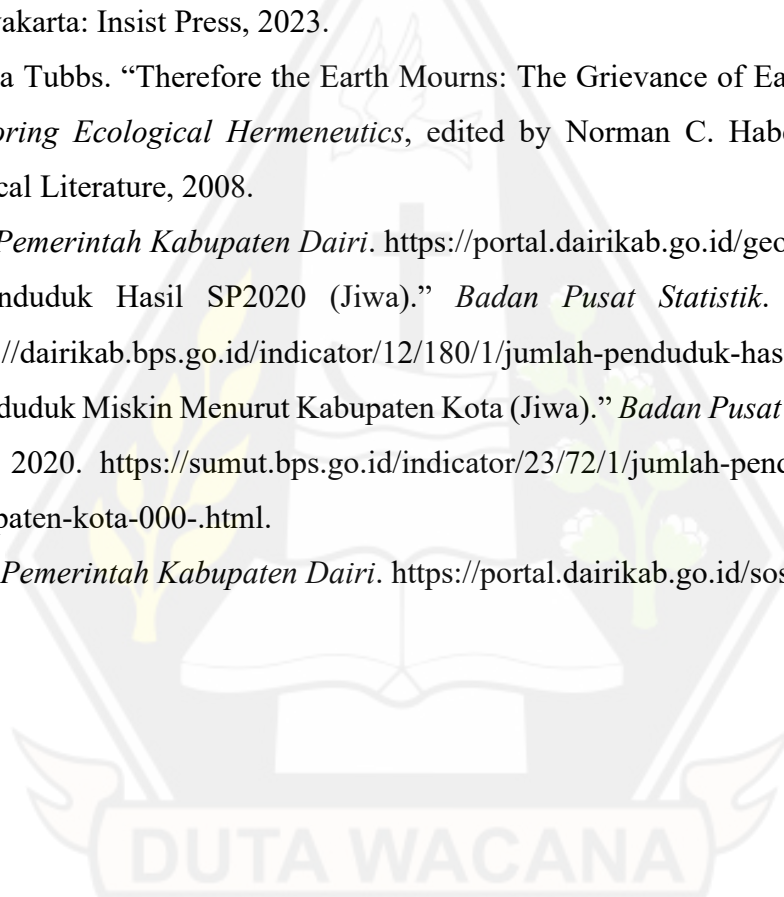 yakarta: Insist Press, 2023.
a Tubbs. “Therefore the Earth Mourns: The Grievance of Ea
oring Ecological Hermeneutics, edited by Norman C. Habe
cal Literature, 2008.
Pemerintah Kabupaten Dairi. https://portal.dairikab.go.id/geo
nduduk Hasil SP2020 (Jiwa).” Badan Pusat Statistik.
://dairikab.bps.go.id/indicator/12/180/1/jumlah-penduduk-has
duduk Miskin Menurut Kabupaten Kota (Jiwa).” Badan Pusat
2020. https://sumut.bps.go.id/indicator/23/72/1/jumlah-pend
paten-kota-000-.html.
Pemerintah Kabupaten Dairi. https://portal.dairikab.go.id/sos
DUTA WACANA